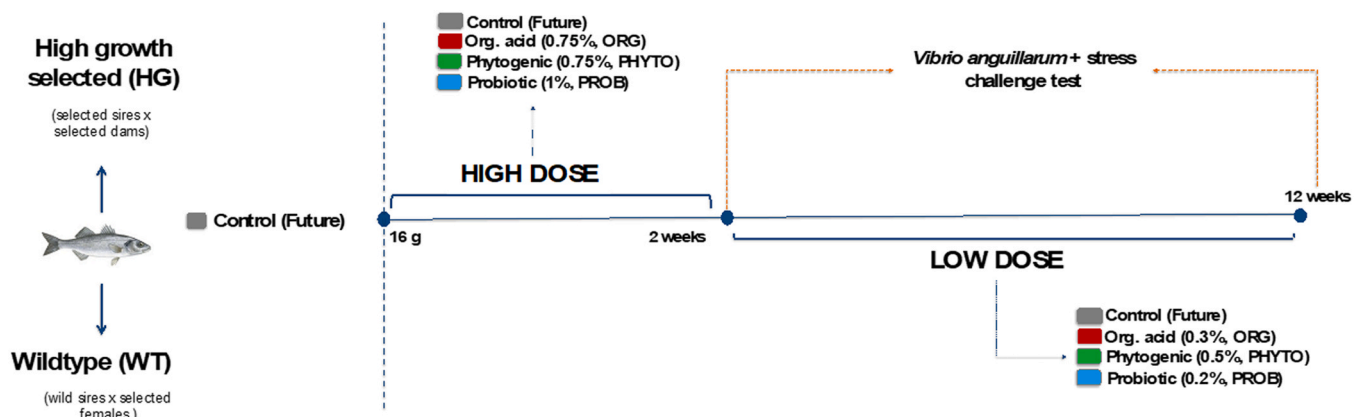 High growth
selected (HG)
(selected sires x
selected dams)
Control (Future)
Wildtype (WT)
(wild sires x selected
females )
Control (Future)
Org. acid (0.75%, ORG)
Phytogenic (0.75%, PHYTO)
Probiotic (1%, PROB)
HIGH DOSE
16 g
2 weeks
Vibrio anguillarum + stress
challenge test
12 weeks
LOW DOSE
Control (Future)
Org. acid (0.3%, ORG)
Phytogenic (0.5%, PHYTO)
Probiotic (0.2%, PROB)